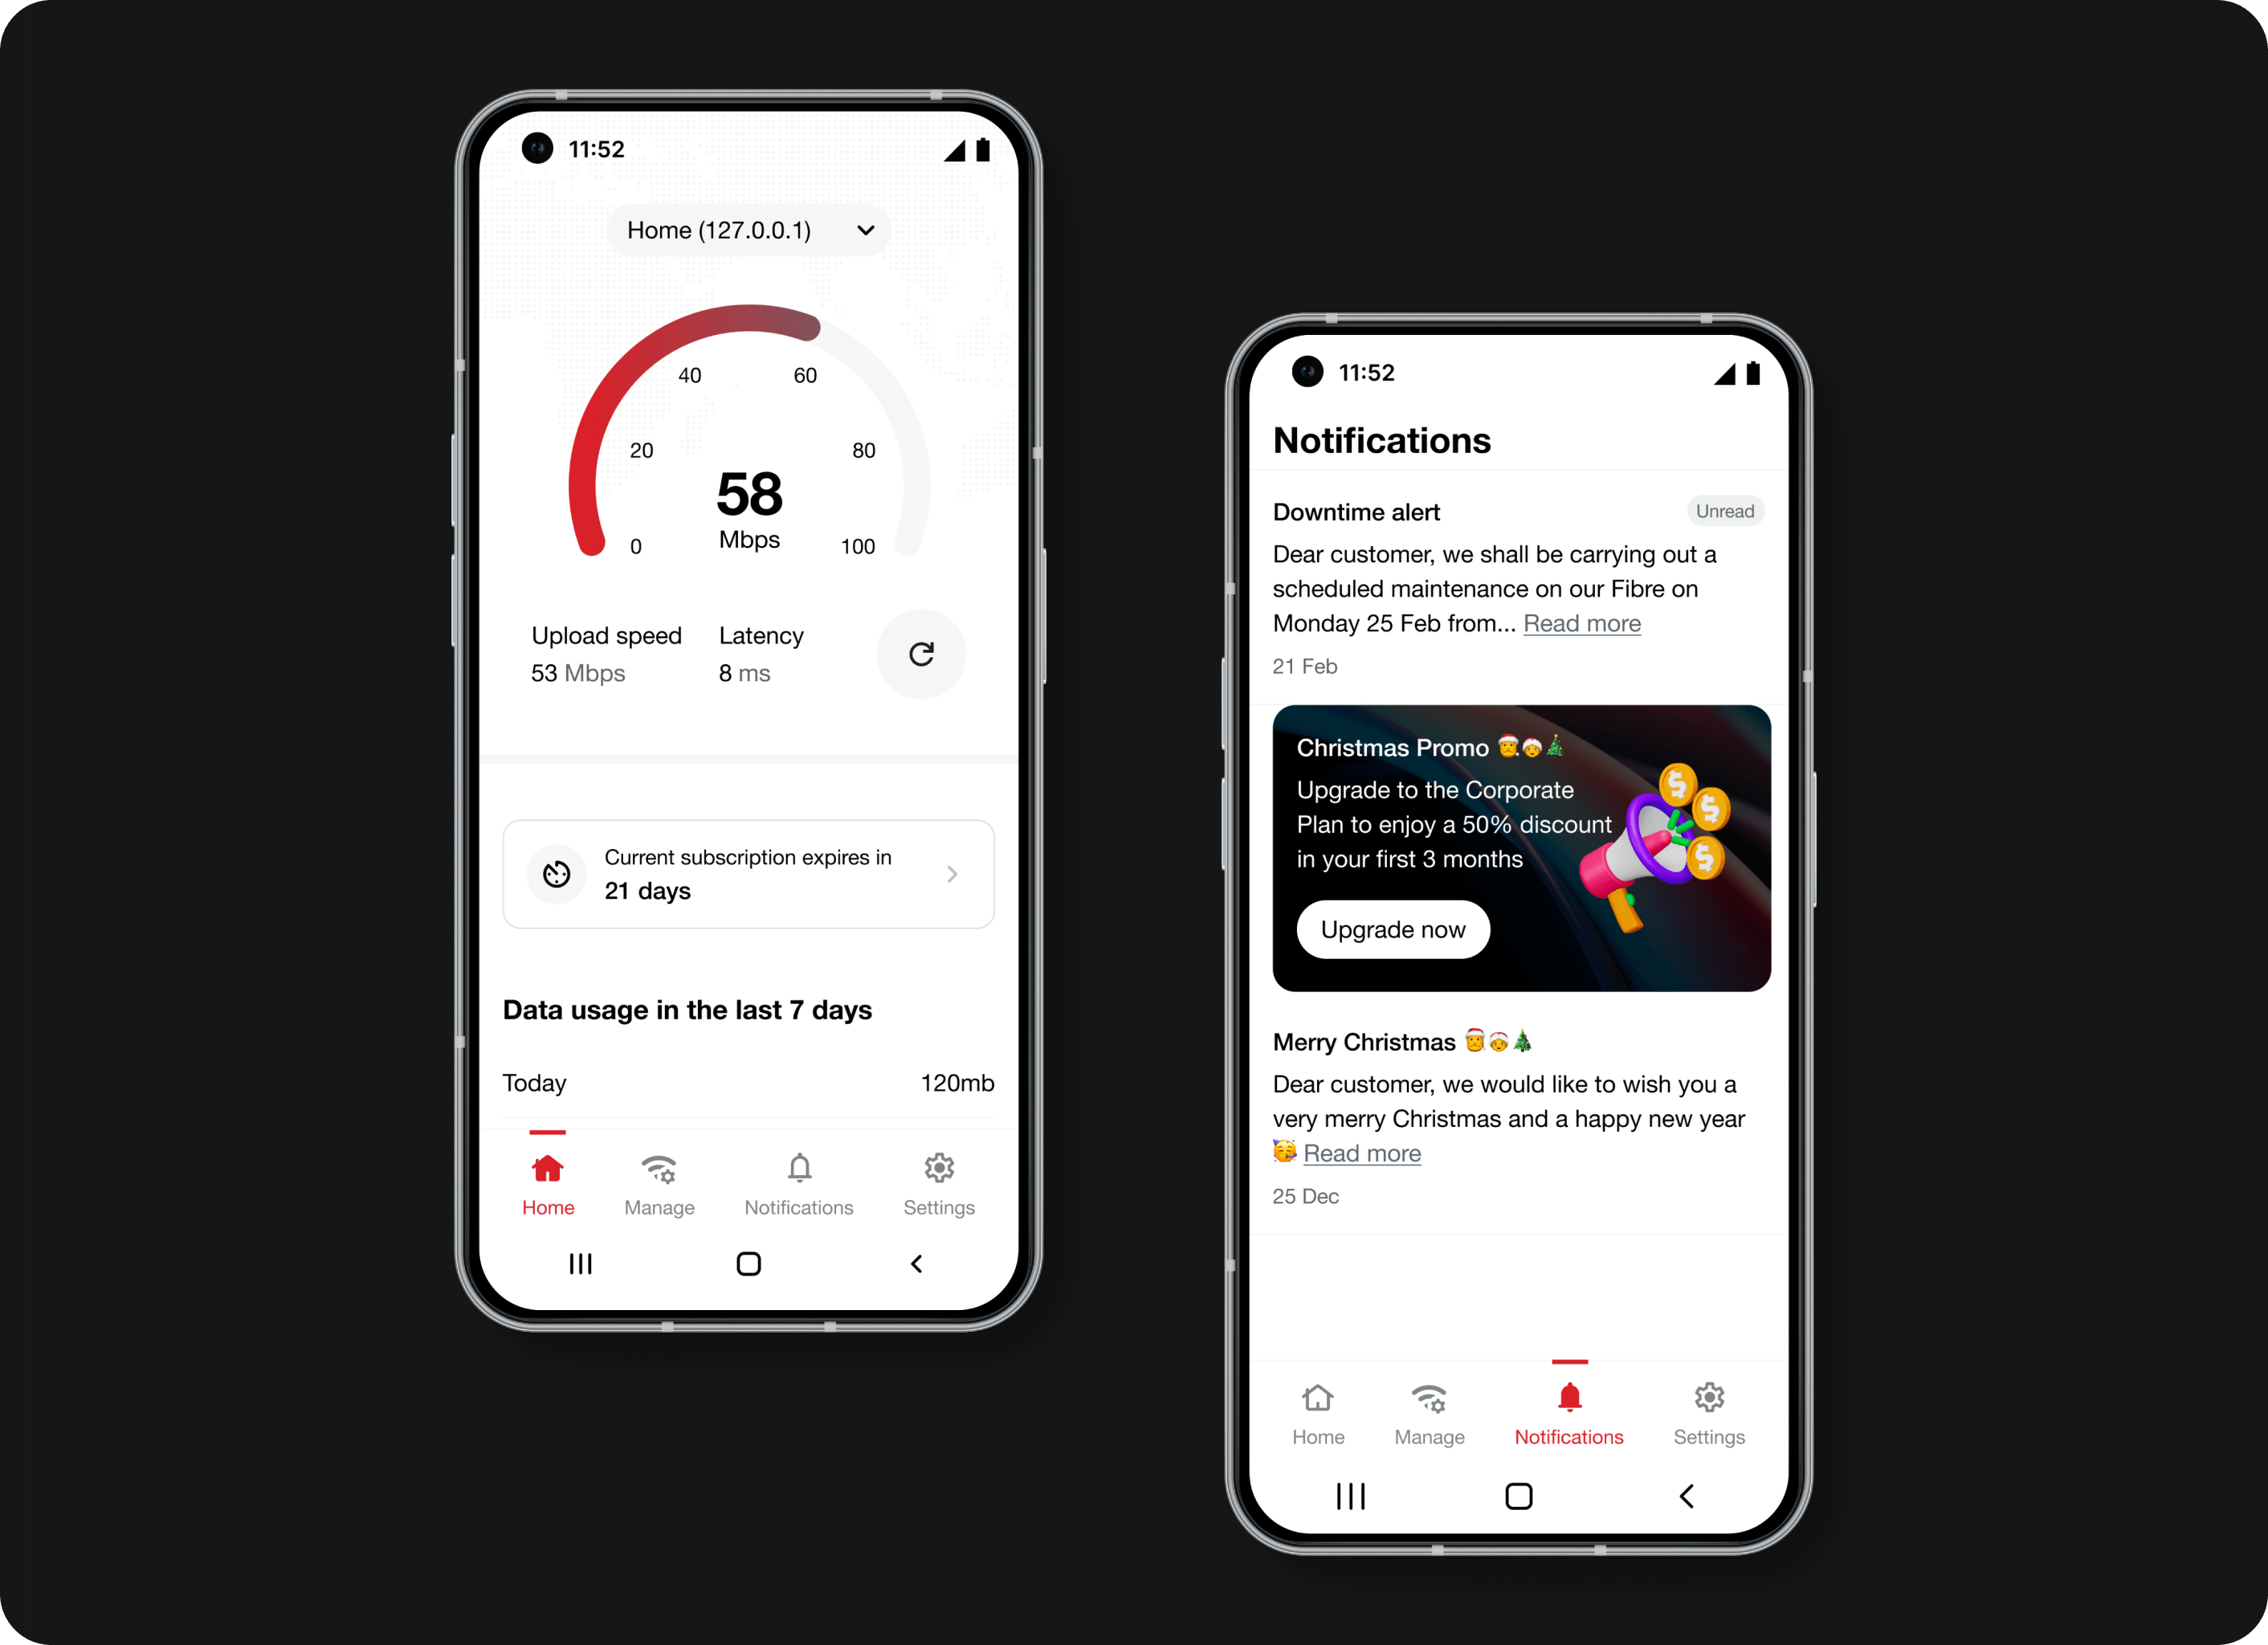 11:52
Home (127.0.0.1)
40
60
20
80
58
Mbps
0
100
Upload speed
53 Mbps
Latency
8 ms
Current subscription expires in
21 days
Data usage in the last 7 days
Today
120mb
Home
Manage
Notifications
Settings
11:52
Notifications
Downtime alert
Unread
Dear customer, we shall be carrying out a
scheduled maintenance on our Fibre on
Monday 25 Feb from... Read more
21 Feb
Christmas Promo 🎅🤶🎄
Upgrade to the Corporate
Plan to enjoy a 50% discount
in your first 3 months
Upgrade now
Merry Christmas 🎅🤶🎄
Dear customer, we would like to wish you a
very merry Christmas and a happy new year
🥳 Read more
25 Dec
Home
Manage
Notifications
Settings